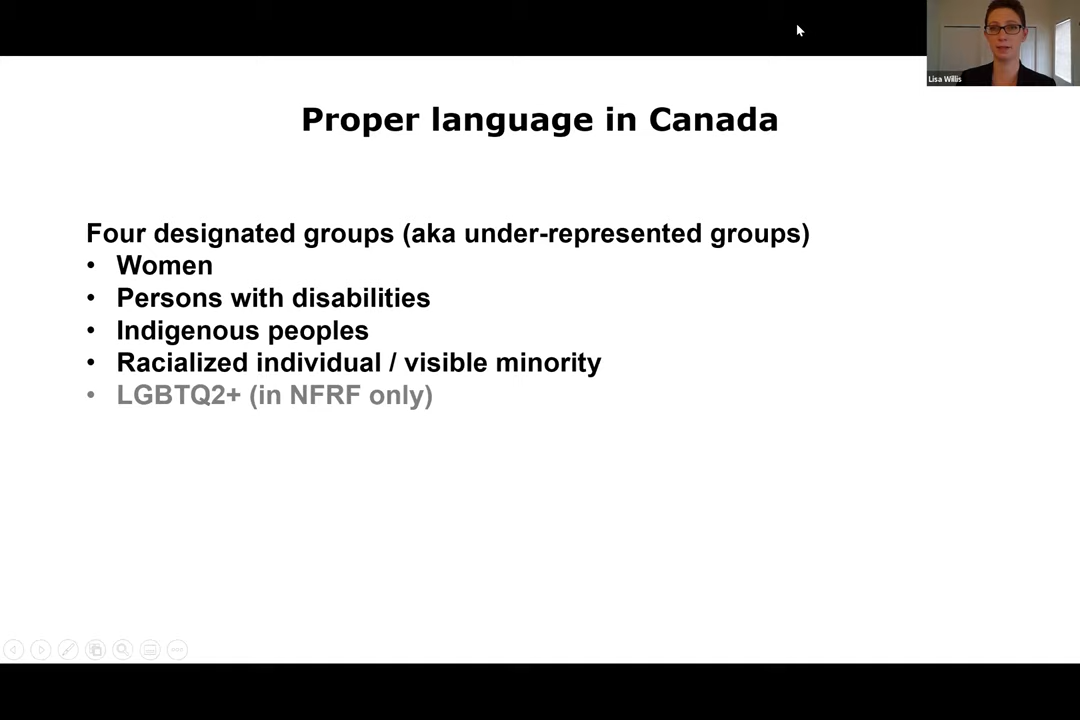 Lisa Willis
Proper language in Canada
Four designated groups (aka under-represented groups)
• Women
• Persons with disabilities
• Indigenous peoples
• Racialized individual / visible minority
• LGBTQ2+ (in NFRF only)